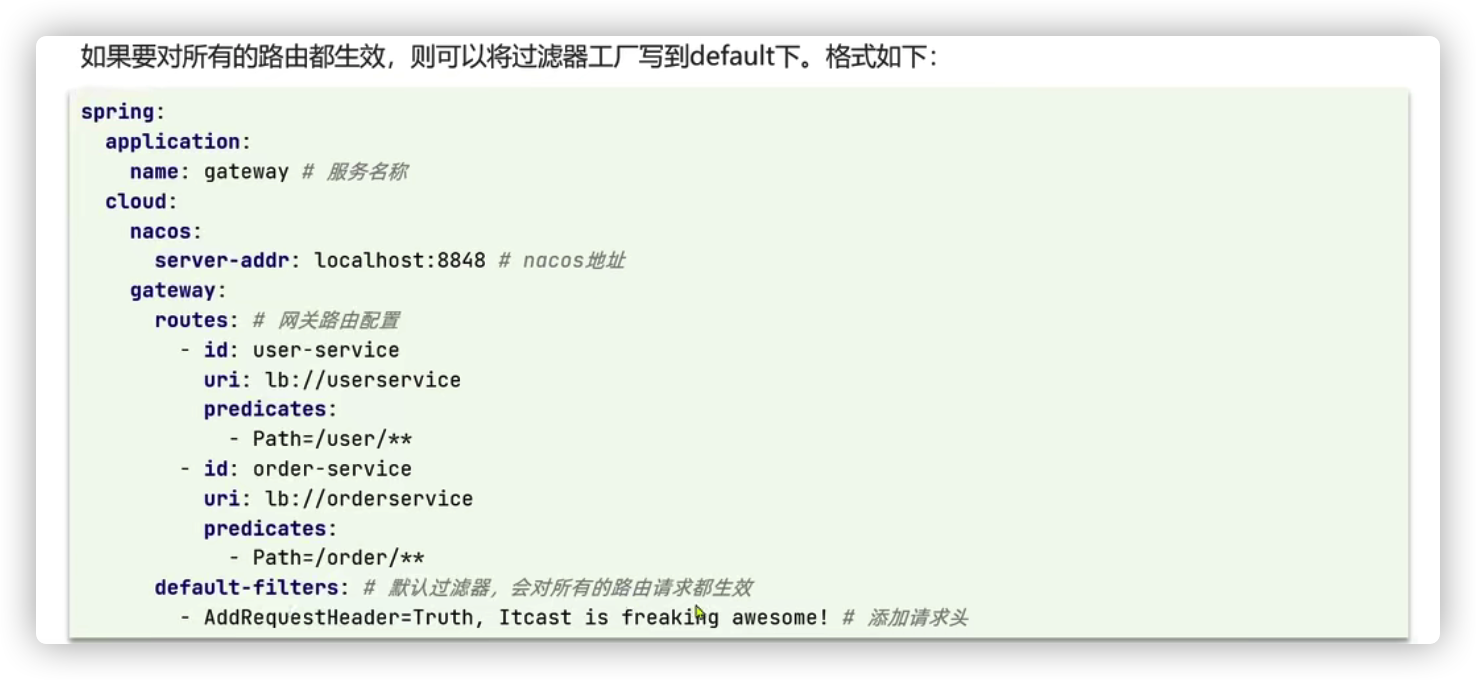 如果要对所有的路由都生效，则可以将过滤器工厂写到default下。格式如下：
spring:
  application:
    name: gateway # 服务名称
  cloud:
    nacos:
      server-addr: localhost:8848 # nacos地址
    gateway:
      routes: # 网关路由配置
        - id: user-service
          uri: lb://userservice
          predicates:
            - Path=/user/**
        - id: order-service
          uri: lb://orderservice
          predicates:
            - Path=/order/**
      default-filters: # 默认过滤器，会对所有的路由请求都生效
        - AddRequestHeader=Truth, Itcast is freaking awesome! # 添加请求头